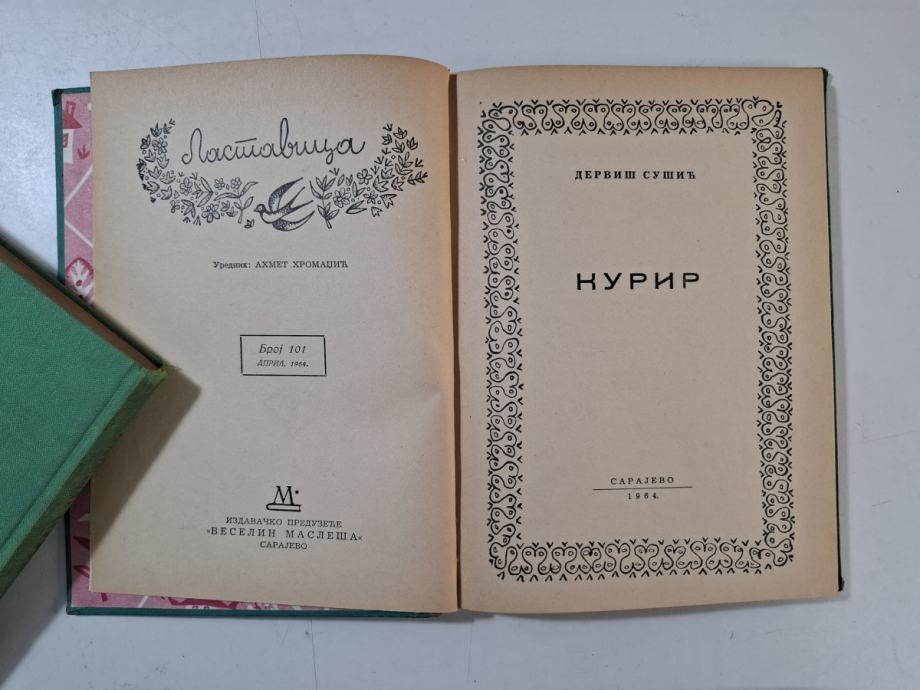 Ластавица
Уредник: АХМЕТ ХРОМАЏИЋ
Број 101
АПРИЛ, 1964.
М
ИЗДАВАЧКО ПРЕДУЗЕЋЕ
»ВЕСЕЛИН МАСЛЕША«
САРАЈЕВО
ДЕРВИШ СУШИЋ
КУРИР
САРАЈЕВО
1964.